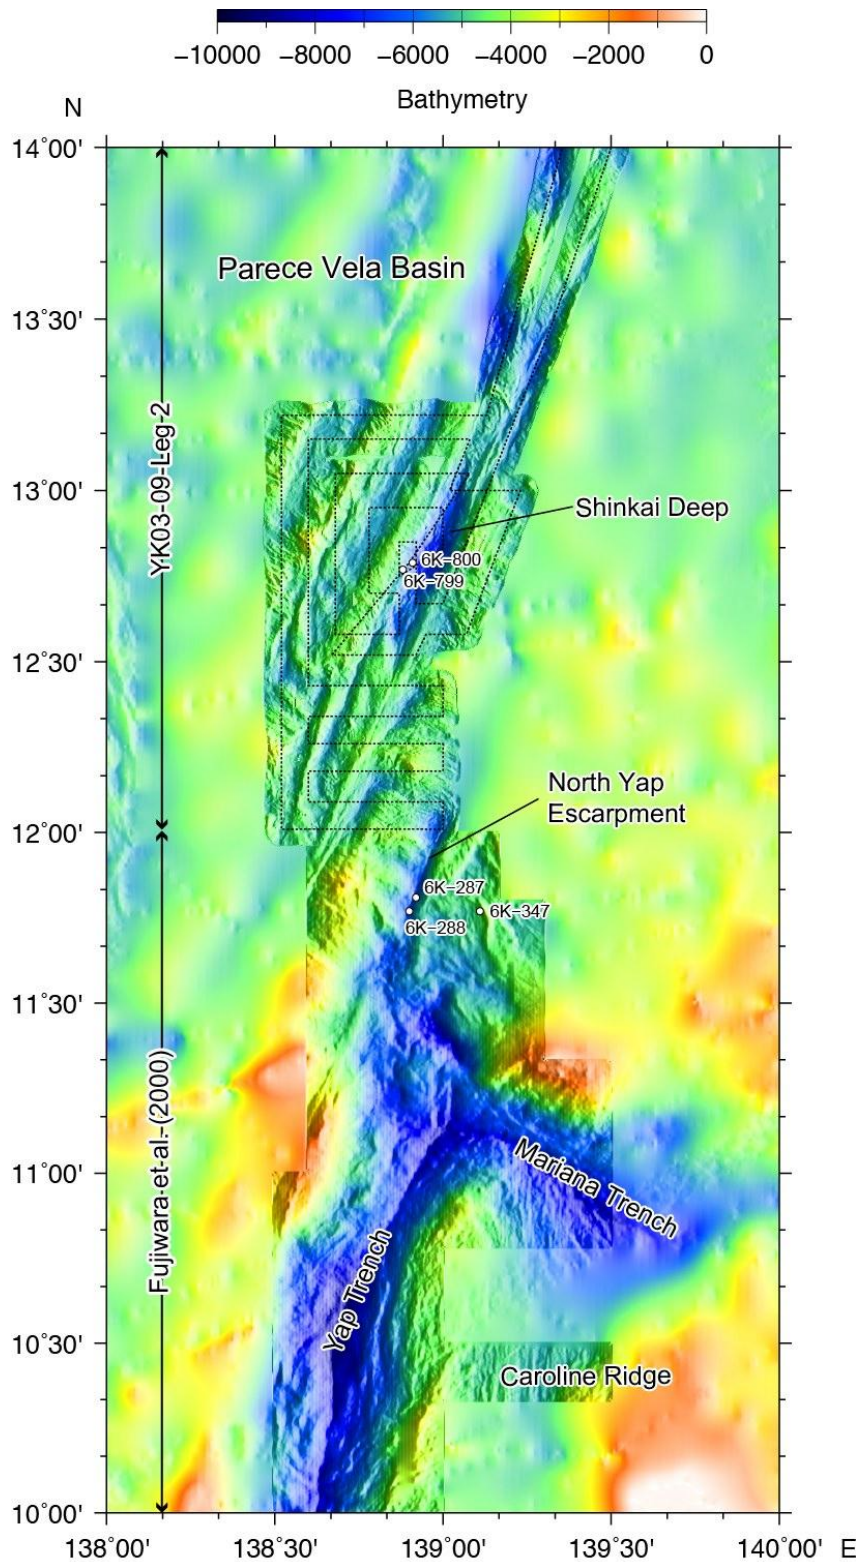 −10000 −8000 −6000 −4000 −2000 0
Bathymetry
N
14˚00'
Parece Vela Basin
13˚30'
YK03-09-Leg-2
13˚00'
Shinkai Deep
6K−800
6K−799
12˚30'
North Yap
Escarpment
12˚00'
6K−287
6K−347
6K−288
11˚30'
Fujiwara-et-al.-(2000)
11˚00'
Mariana Trench
Yap Trench
10˚30'
Caroline Ridge
10˚00'
138˚00' 138˚30' 139˚00' 139˚30' 140˚00' E